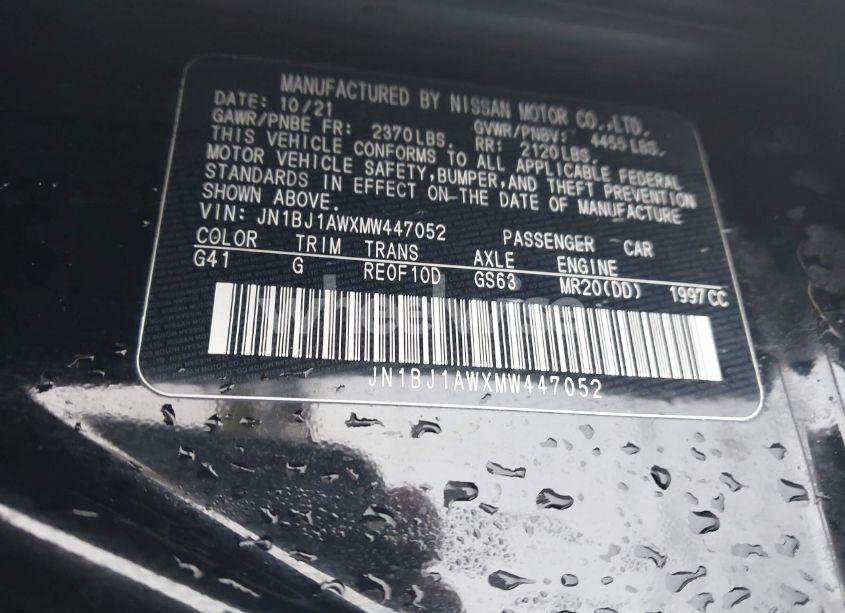 MANUFACTURED BY NISSAN MOTOR CO.,LTD.
DATE: 10/21 GVWR/PNBV: 4455 LBS.
GAWR/PNBE FR: 2370LBS. RR: 2120LBS.
THIS VEHICLE CONFORMS TO ALL APPLICABLE FEDERAL
MOTOR VEHICLE SAFETY,BUMPER,AND THEFT PREVENTION
STANDARDS IN EFFECT ON THE DATE OF MANUFACTURE
SHOWN ABOVE.
VIN: JN1BJ1AWXMW447052 PASSENGER CAR
COLOR TRIM TRANS AXLE ENGINE
G41 G REOF10D GS63 MR20(DD) 1997CC
JN1BJ1AWXMW447052